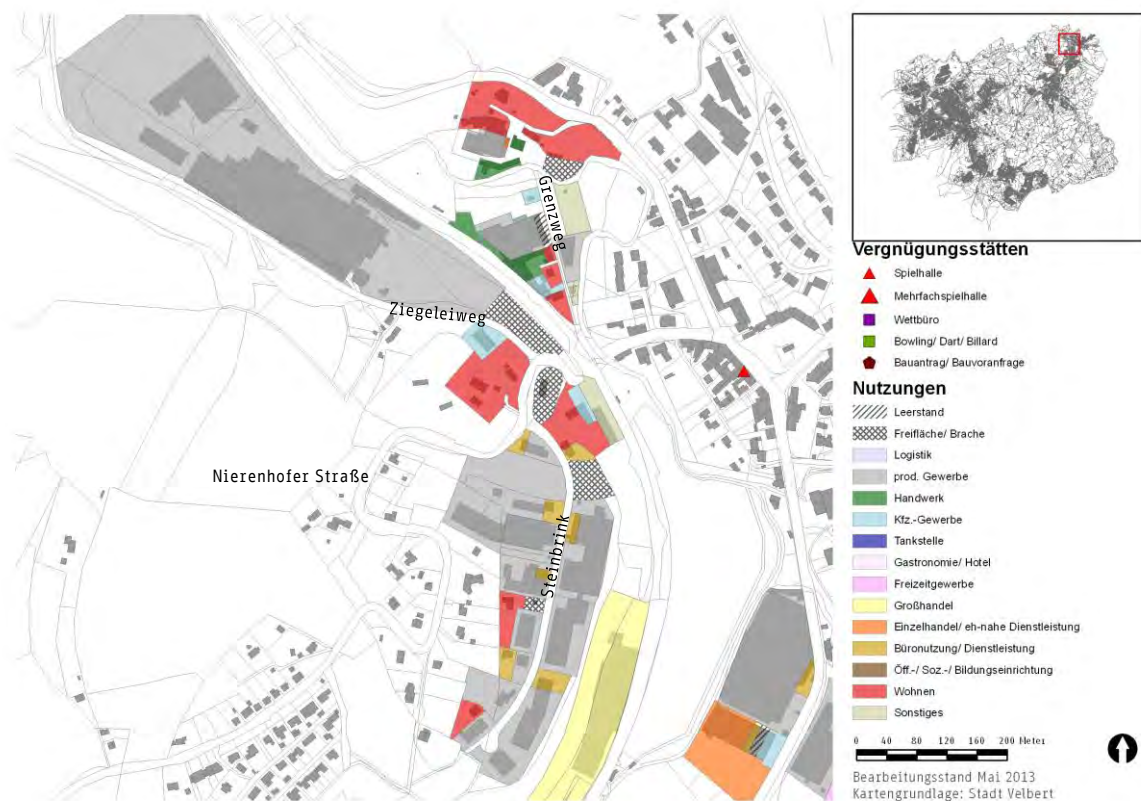 Grenzweg
Ziegeleiweg
Nierenhofer Straße
Steinbrink
Vergnügungsstätten
Spielhalle
Mehrfachspielhalle
Wettbüro
Bowling/ Dart/ Billard
Bauantrag/ Bauvoranfrage
Nutzungen
Leerstand
Freifläche/ Brache
Logistik
prod. Gewerbe
Handwerk
Kfz.-Gewerbe
Tankstelle
Gastronomie/ Hotel
Freizeitgewerbe
Großhandel
Einzelhandel/ eh-nahe Dienstleistung
Büronutzung/ Dienstleistung
Öff.-/ Soz.-/ Bildungseinrichtung
Wohnen
Sonstiges
0 40 80 120 160 200 Meter
Bearbeitungsstand Mai 2013
Kartengrundlage: Stadt Velbert